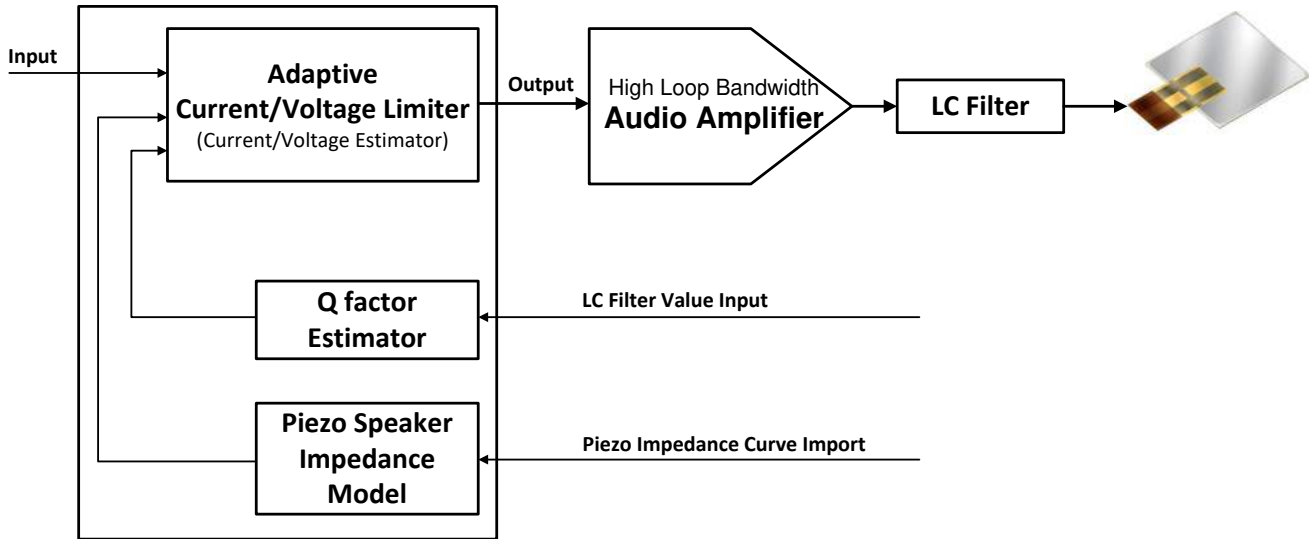 Input
Adaptive
Current/Voltage Limiter
(Current/Voltage Estimator)
Output
High Loop Bandwidth
Audio Amplifier
LC Filter
Q factor
Estimator
LC Filter Value Input
Piezo Speaker
Impedance
Model
Piezo Impedance Curve Import